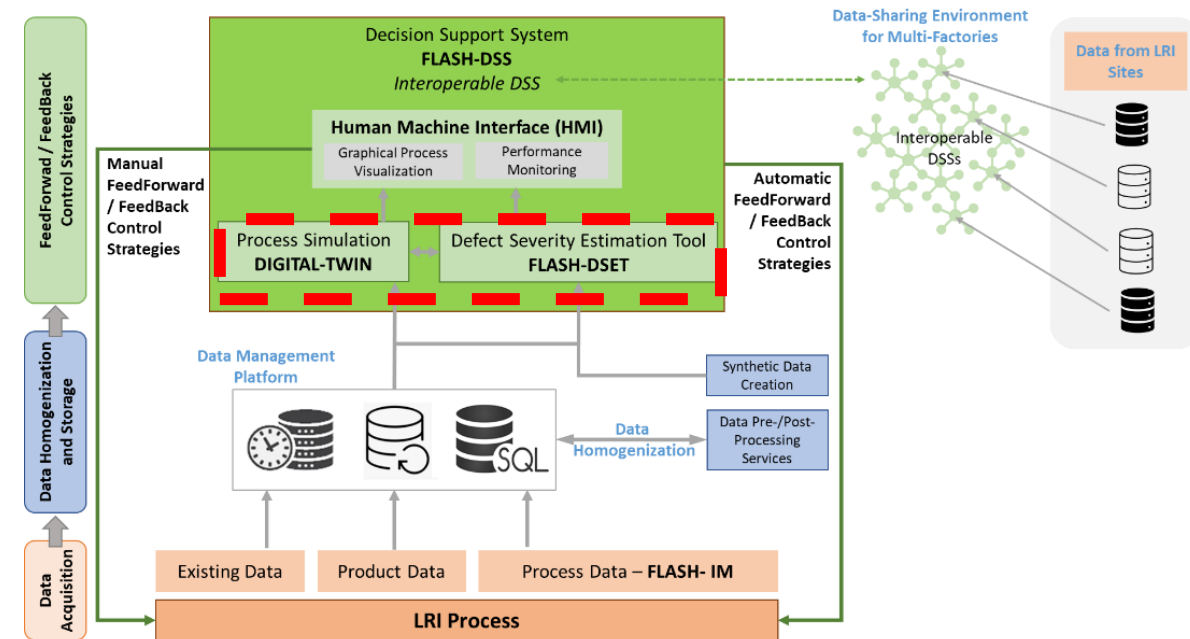 Decision Support System
FLASH-DSS
Interoperable DSS
Human Machine Interface (HMI)
Graphical Process
Visualization
Performance
Monitoring
Process Simulation
DIGITAL-TWIN
Defect Severity Estimation Tool
FLASH-DSET
Manual
FeedForward
/ FeedBack
Control
Strategies
Automatic
FeedForward
/ FeedBack
Control
Strategies
FeedForwad / FeedBack
Control Strategies
Data Homogenization
and Storage
Data
Acquisition
Data-Sharing Environment
for Multi-Factories
Interoperable
DSSs
Data from LRI
Sites
Data Management
Platform
SQL
Data
Homogenization
Synthetic Data
Creation
Data Pre-/Post-
Processing
Services
Existing Data
Product Data
Process Data – FLASH- IM
LRI Process